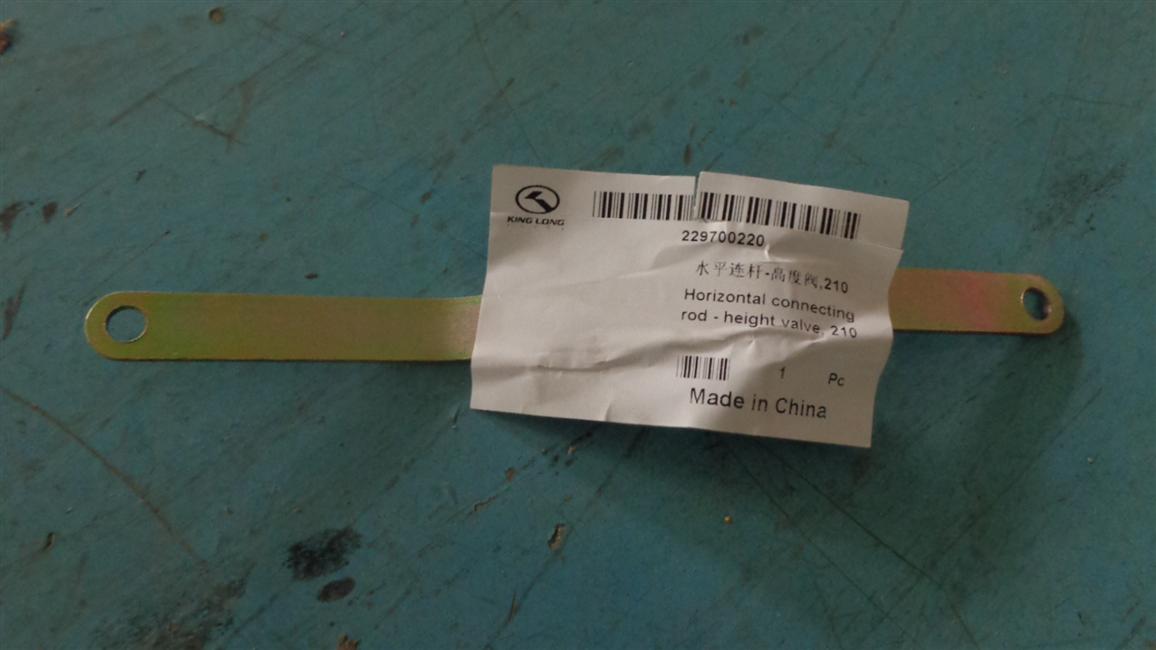 KING LONG
229700220
水平连杆-高度阀,210
Horizontal connecting
rod - height valve, 210
1 Pc
Made in China